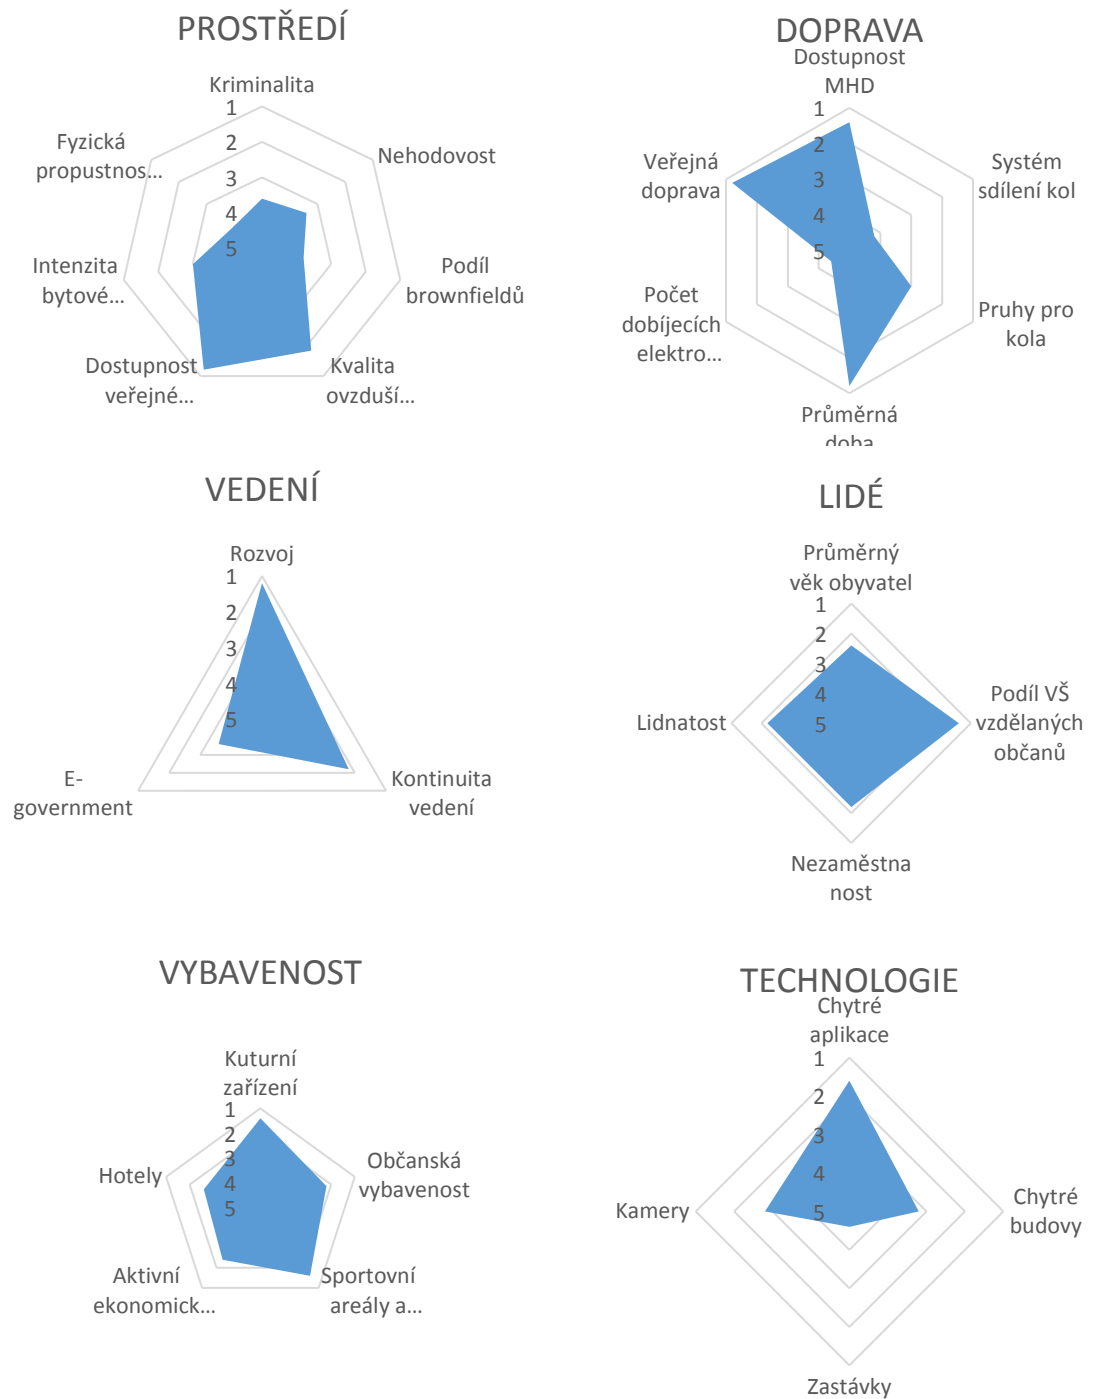 PROSTŘEDÍ
Kriminalita
1
2
3
4
5
Nehodovost
Podíl
brownfieldů
Kvalita
ovzduší...
Dostupnost
veřejné...
Intenzita
bytové...
Fyzická
propustnos...
DOPRAVA
Dostupnost
MHD
1
2
3
4
5
Systém
sdílení kol
Pruhy pro
kola
Průměrná
doba
Počet
dobíjecích
elektro...
Veřejná
doprava
VEDENÍ
Rozvoj
1
2
3
4
5
Kontinuita
vedení
E-
government
LIDÉ
Průměrný
věk obyvatel
1
2
3
4
5
Podíl VŠ
vzdělaných
občanů
Nezaměstna
nost
Lidnatost
VYBAVENOST
Kuturní
zařízení
1
2
3
4
5
Občanská
vybavenost
Sportovní
areály a...
Aktivní
ekonomick...
Hotely
TECHNOLOGIE
Chytré
aplikace
1
2
3
4
5
Chytré
budovy
Zastávky
Kamery